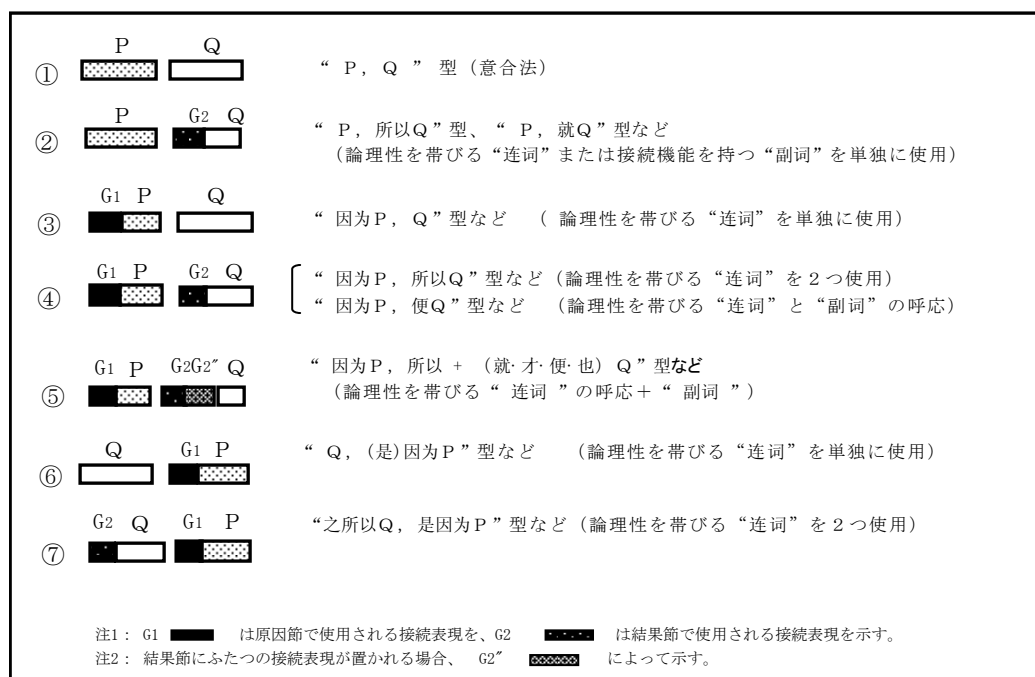 P Q
① “ P，Q ” 型（意合法）
P G2 Q
② “ P，所以Q”型、“ P，就Q”型など
（論理性を帯びる“连词”または接続機能を持つ“副词”を単独に使用）
G1 P Q
③ “ 因为P，Q”型など （ 論理性を帯びる“连词”を単独に使用）
G1 P G2 Q
④ “ 因为P，所以Q”型など（論理性を帯びる“连词” を２つ使用）
“ 因为P，便Q”型など （論理性を帯びる“连词”と“副词”の呼応）
G1 P G2G2″ Q
⑤ “ 因为P，所以 + （就·才·便·也）Q”型など
（論理性を帯びる“ 连词 ”の呼応＋“ 副词 ”）
Q G1 P
⑥ “ Q，(是)因为P”型など （論理性を帯びる“连词”を単独に使用）
G2 Q G1 P
⑦ “之所以Q，是因为P”型など（論理性を帯びる“连词”を２つ使用）
注1： G1 は原因節で使用される接続表現を、G2 は結果節で使用される接続表現を示す。
注2： 結果節にふたつの接続表現が置かれる場合、 G2″ によって示す。